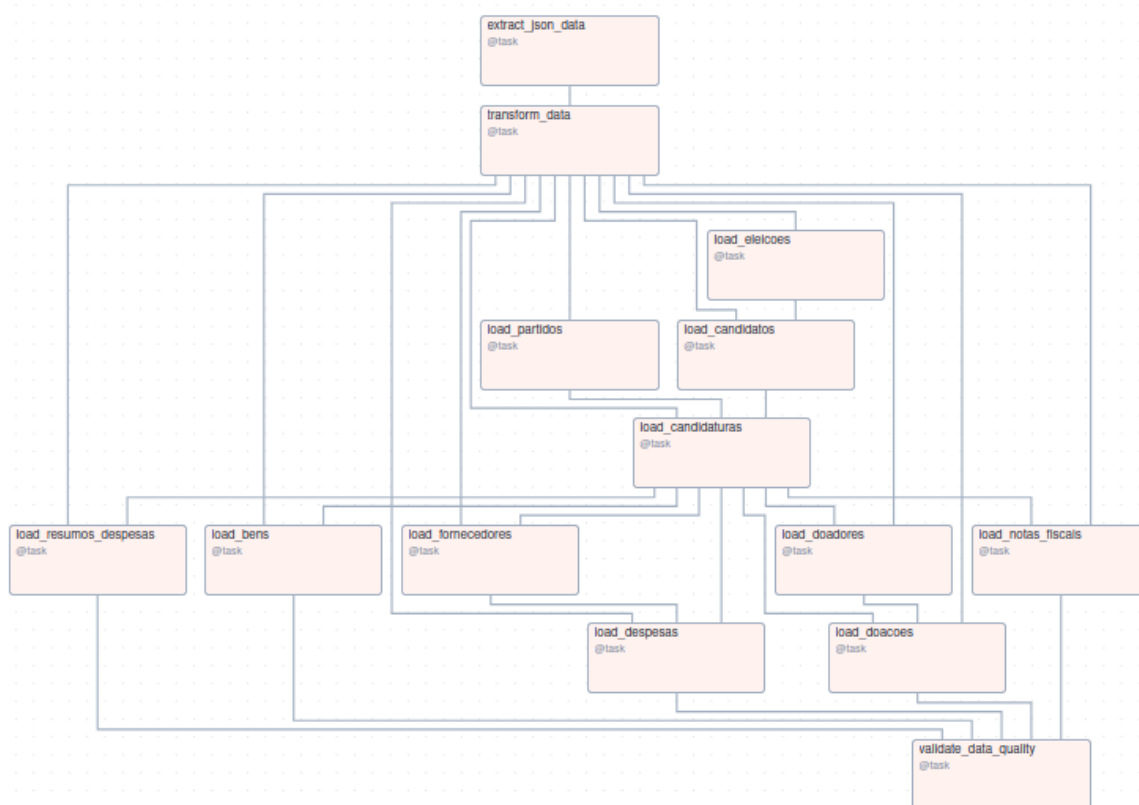 extract_json_data
@task
transform_data
@task
load_eleicoes
@task
load_partidos
@task
load_candidatos
@task
load_candidaturas
@task
load_resumos_despesas
@task
load_bens
@task
load_fornecedores
@task
load_doadores
@task
load_notas_fiscais
@task
load_despesas
@task
load_doacoes
@task
validate_data_quality
@task